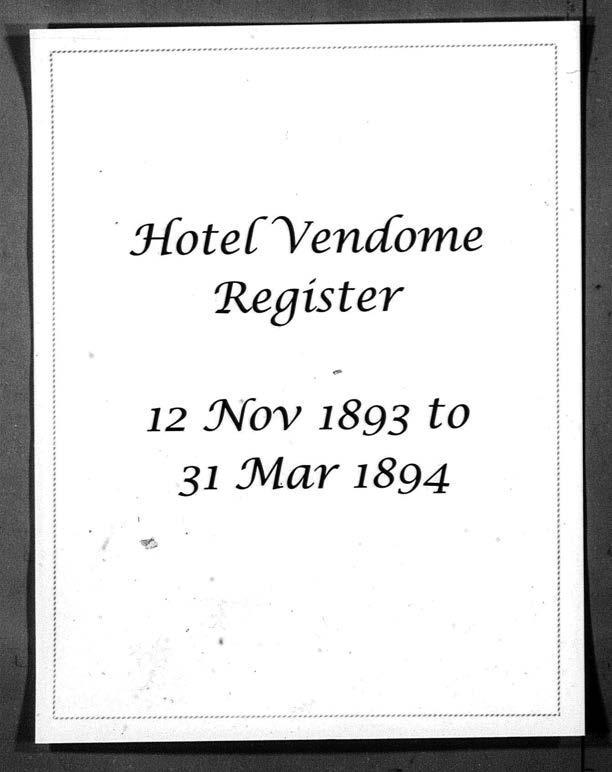 Hotel Vendome
Register
12 Nov 1893 to
31 Mar 1894